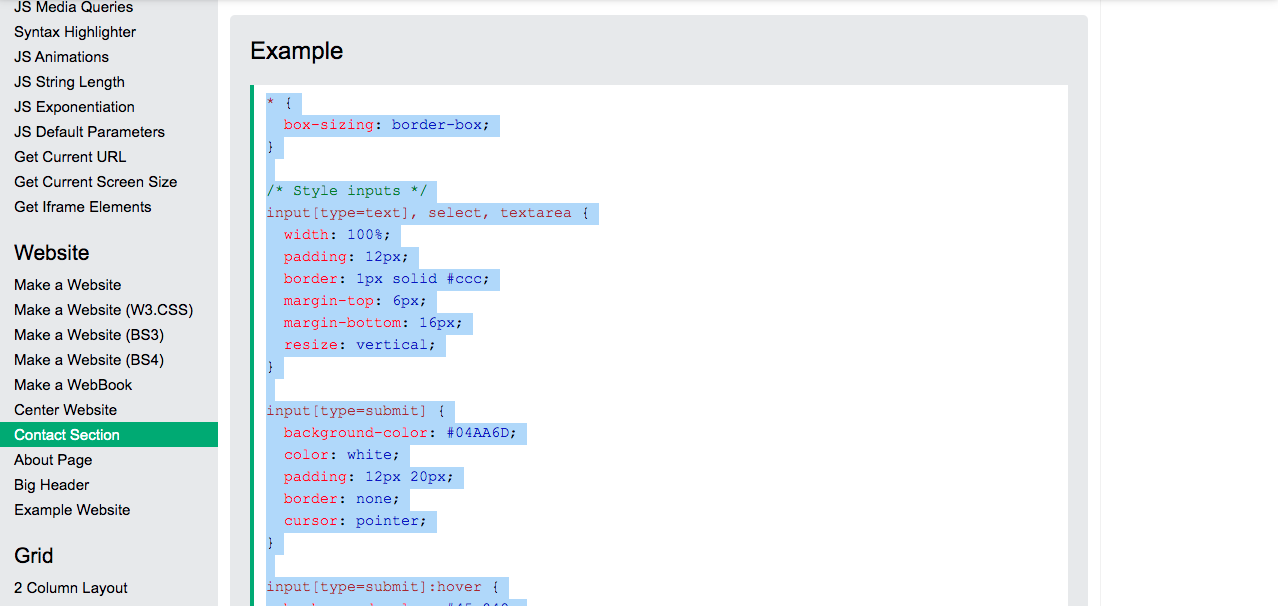 JS Media Queries
Syntax Highlighter
JS Animations
JS String Length
JS Exponentiation
JS Default Parameters
Get Current URL
Get Current Screen Size
Get Iframe Elements
Website
Make a Website
Make a Website (W3.CSS)
Make a Website (BS3)
Make a Website (BS4)
Make a WebBook
Center Website
Contact Section
About Page
Big Header
Example Website
Grid
2 Column Layout
Example
* {
  box-sizing: border-box;
}

/* Style inputs */
input[type=text], select, textarea {
  width: 100%;
  padding: 12px;
  border: 1px solid #ccc;
  margin-top: 6px;
  margin-bottom: 16px;
  resize: vertical;
}

input[type=submit] {
  background-color: #04AA6D;
  color: white;
  padding: 12px 20px;
  border: none;
  cursor: pointer;
}

input[type=submit]:hover {